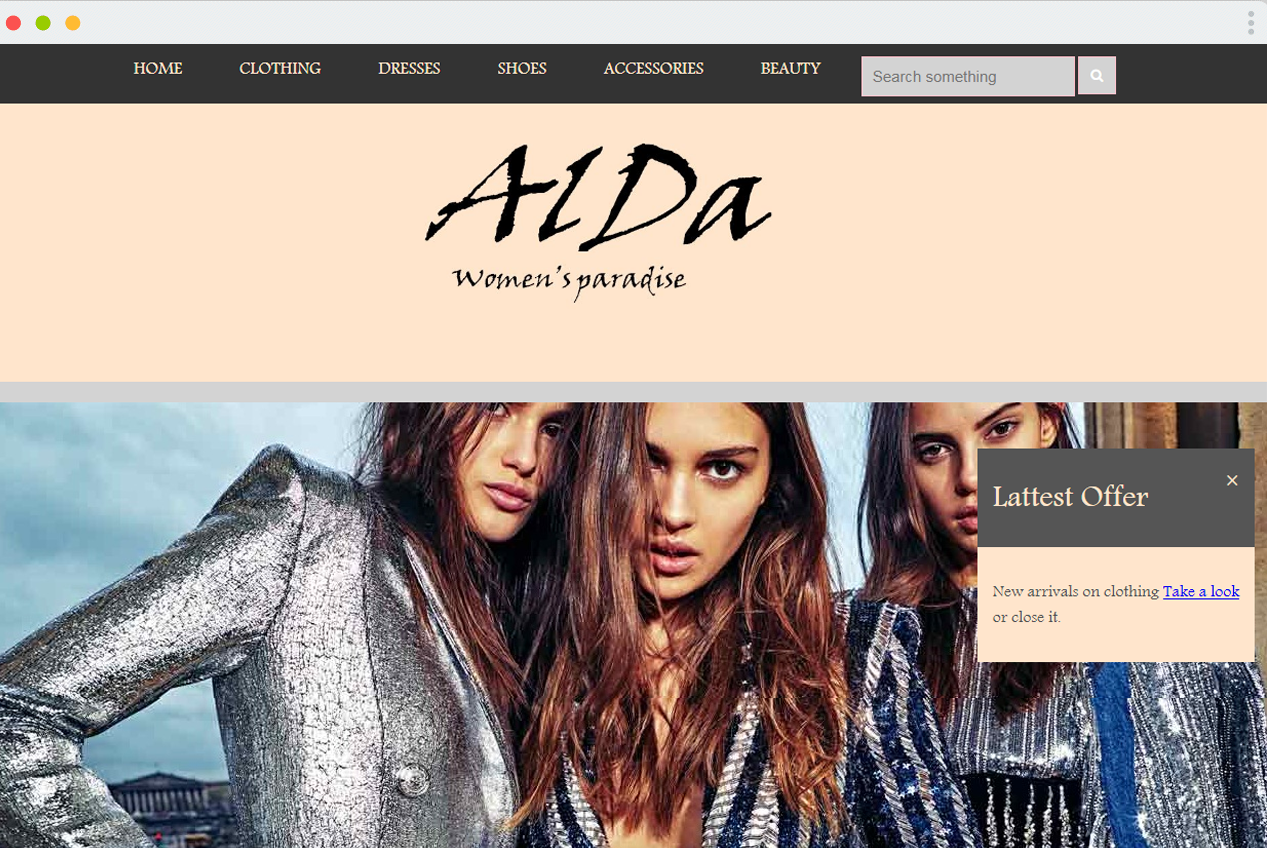 HOME CLOTHING DRESSES SHOES ACCESSORIES BEAUTY Search something
AlDa
Women's paradise
Lattest Offer ×
New arrivals on clothing Take a look
or close it.